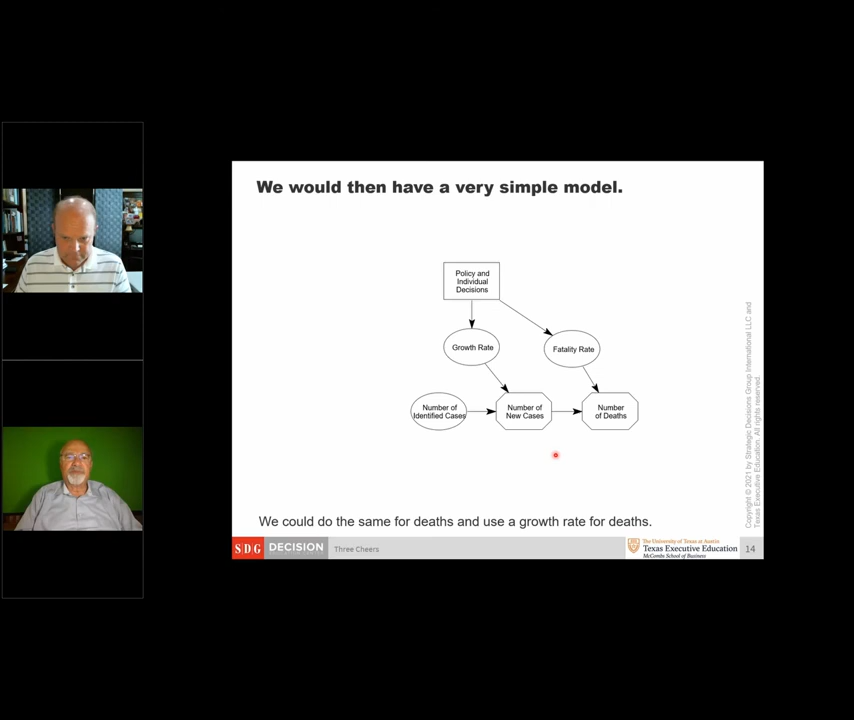 We would then have a very simple model.
Policy and
Individual
Decisions
Growth Rate
Fatality Rate
Number of
Identified Cases
Number of
New Cases
Number
of Deaths
Copyright © 2021 by Strategic Decisions Group International LLC and
Texas Executive Education. All rights reserved.
We could do the same for deaths and use a growth rate for deaths.
SDG DECISION
Three Cheers
The University of Texas at Austin
Texas Executive Education
McCombs School of Business
14